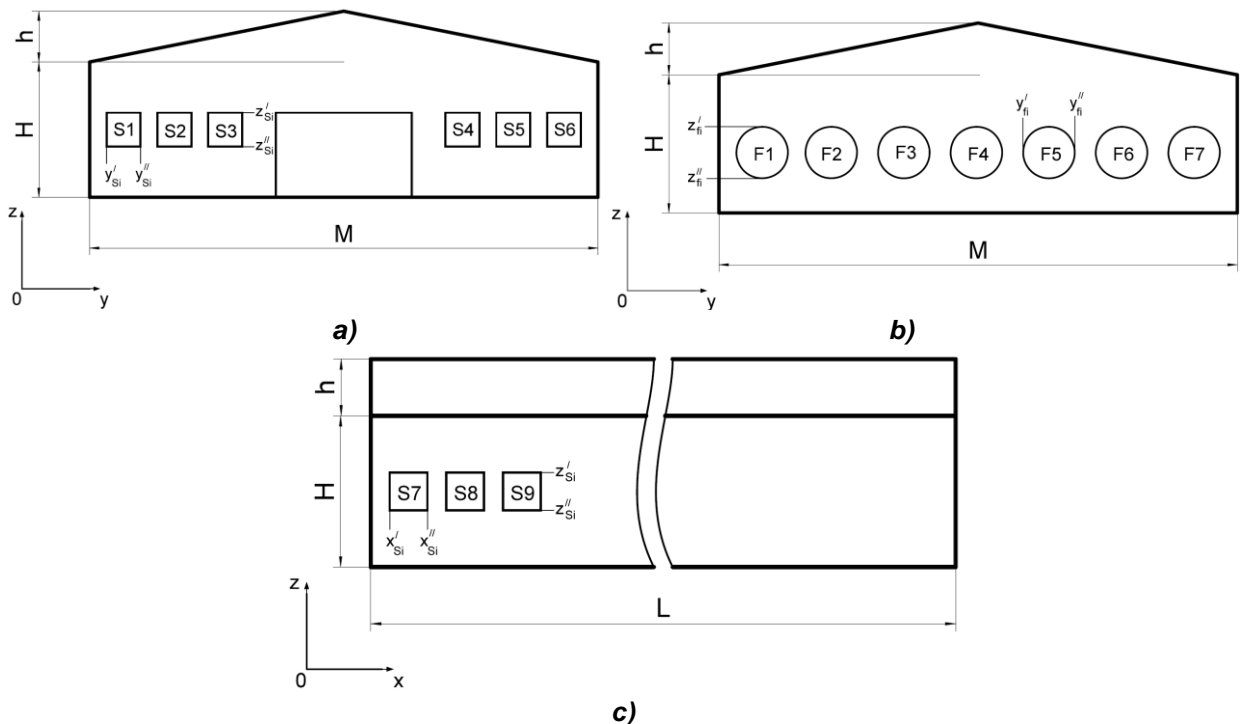 h
H
S1 S2 S3 S4 S5 S6
z'Si
z''Si
y'Si y''Si
z
M
0 y
a)
h
H
y'fi y''fi
z'fi
F1 F2 F3 F4 F5 F6 F7
z''fi
z
M
0 y
b)
h
H
z'Si
S7 S8 S9
z''Si
x'Si x''Si
z
L
0 x
c)